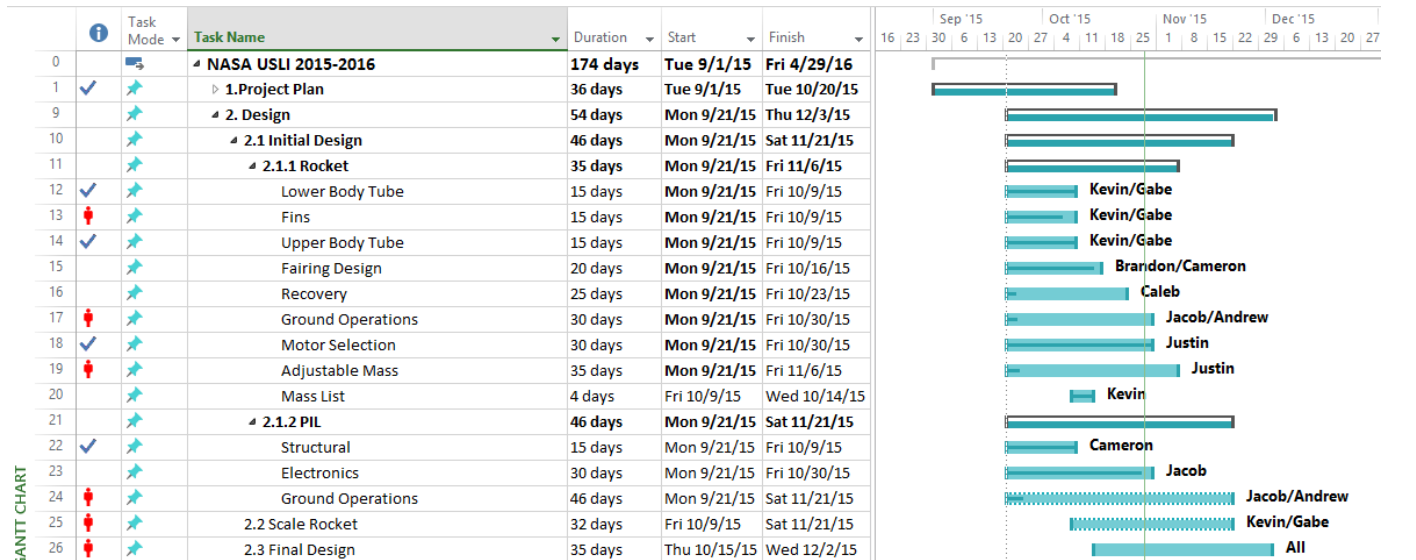 Sep '15 Oct '15 Nov '15 Dec '15
Task Mode Task Name Duration Start Finish 16 23 30 6 13 20 27 4 11 18 25 1 8 15 22 29 6 13 20 27
0 NASA USLI 2015-2016 174 days Tue 9/1/15 Fri 4/29/16
1 1.Project Plan 36 days Tue 9/1/15 Tue 10/20/15
9 2. Design 54 days Mon 9/21/15 Thu 12/3/15
10 2.1 Initial Design 46 days Mon 9/21/15 Sat 11/21/15
11 2.1.1 Rocket 35 days Mon 9/21/15 Fri 11/6/15
12 Lower Body Tube 15 days Mon 9/21/15 Fri 10/9/15 Kevin/Gabe
13 Fins 15 days Mon 9/21/15 Fri 10/9/15 Kevin/Gabe
14 Upper Body Tube 15 days Mon 9/21/15 Fri 10/9/15 Kevin/Gabe
15 Fairing Design 20 days Mon 9/21/15 Fri 10/16/15 Brandon/Cameron
16 Recovery 25 days Mon 9/21/15 Fri 10/23/15 Caleb
17 Ground Operations 30 days Mon 9/21/15 Fri 10/30/15 Jacob/Andrew
18 Motor Selection 30 days Mon 9/21/15 Fri 10/30/15 Justin
19 Adjustable Mass 35 days Mon 9/21/15 Fri 11/6/15 Justin
20 Mass List 4 days Fri 10/9/15 Wed 10/14/15 Kevin
21 2.1.2 PIL 46 days Mon 9/21/15 Sat 11/21/15
22 Structural 15 days Mon 9/21/15 Fri 10/9/15 Cameron
23 Electronics 30 days Mon 9/21/15 Fri 10/30/15 Jacob
24 Ground Operations 46 days Mon 9/21/15 Sat 11/21/15 Jacob/Andrew
25 2.2 Scale Rocket 32 days Fri 10/9/15 Sat 11/21/15 Kevin/Gabe
26 2.3 Final Design 35 days Thu 10/15/15 Wed 12/2/15 All
GANTT CHART